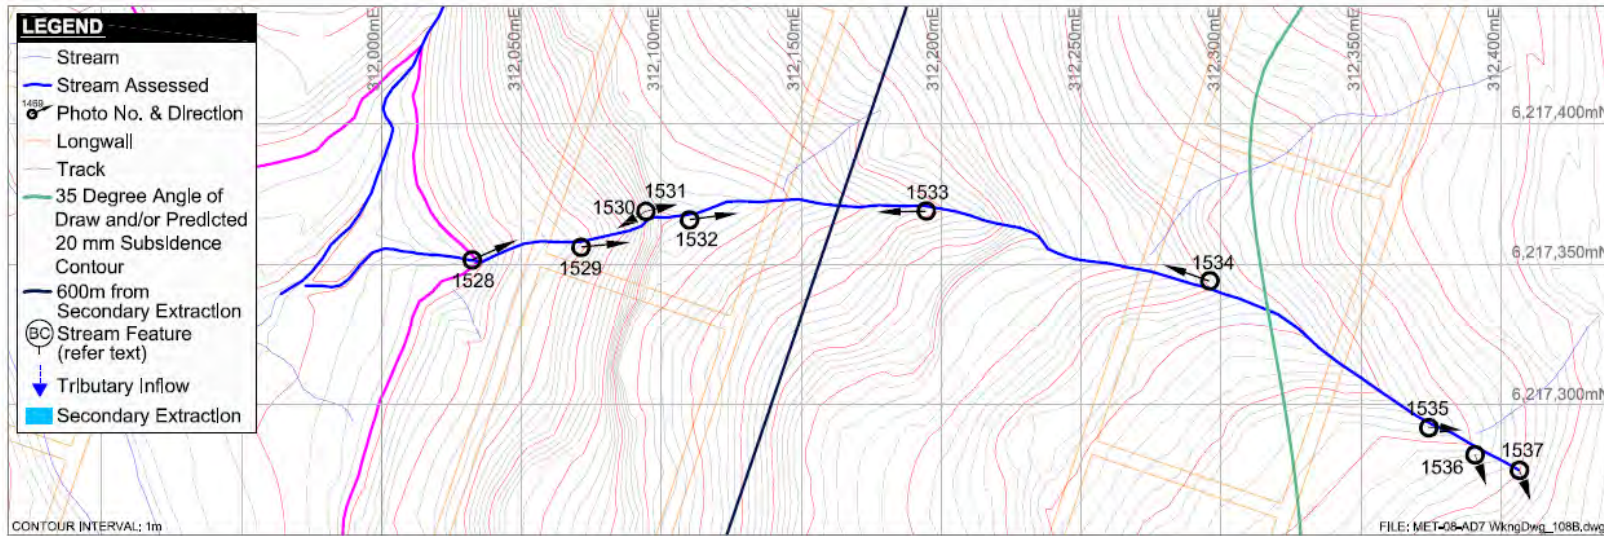 LEGEND
Stream
Stream Assessed
1469
Photo No. & Direction
Longwall
Track
35 Degree Angle of
Draw and/or Predicted
20 mm Subsidence
Contour
600m from
Secondary Extraction
BC
Stream Feature
(refer text)
Tributary Inflow
Secondary Extraction
312,000mE
312,050mE
312,100mE
312,150mE
312,200mE
312,250mE
312,300mE
312,350mE
312,400mE
6,217,400mN
6,217,350mN
6,217,300mN
1528
1529
1530
1531
1532
1533
1534
1535
1536
1537
CONTOUR INTERVAL: 1m
FILE: MET-08-AD7 WkngDwg_108B.dwg